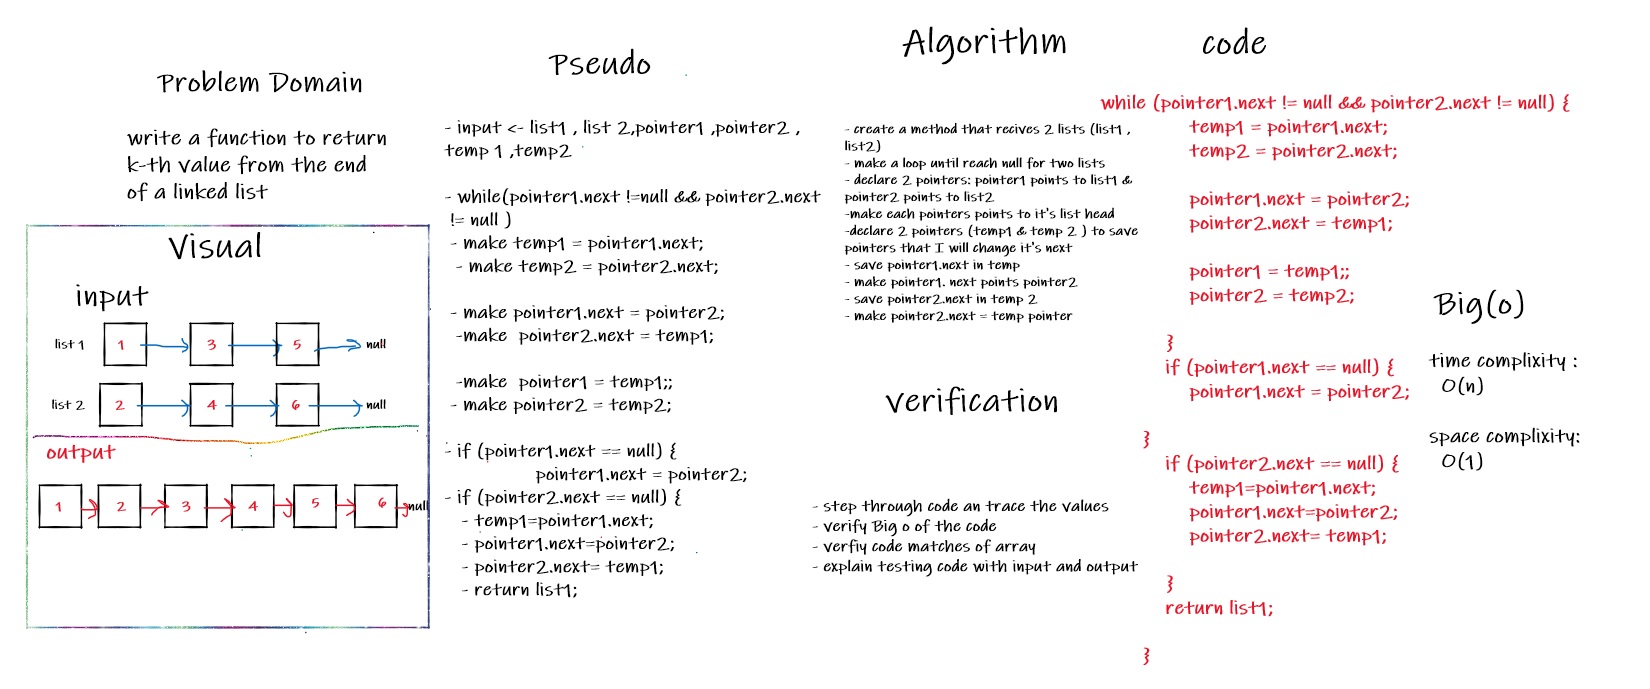 Problem Domain
write a function to return
k-th value from the end
of a linked list
Visual
input
list 1 1 3 5 null
list 2 2 4 6 null
output
1 2 3 4 5 6 null
Pseudo
- input <- list1 , list 2,pointer1 ,pointer2 ,
temp 1 ,temp2
- while(pointer1.next !=null && pointer2.next
!= null )
- make temp1 = pointer1.next;
- make temp2 = pointer2.next;
- make pointer1.next = pointer2;
-make pointer2.next = temp1;
-make pointer1 = temp1;;
- make pointer2 = temp2;
- if (pointer1.next == null) {
pointer1.next = pointer2;
- if (pointer2.next == null) {
- temp1=pointer1.next;
- pointer1.next=pointer2;
- pointer2.next= temp1;
- return list1;
Algorithm
- create a method that recives 2 lists (list1 ,
list2)
- make a loop until reach null for two lists
- declare 2 pointers: pointer1 points to list1 &
pointer2 points to list2
-make each pointers points to it's list head
-declare 2 pointers (temp1 & temp 2 ) to save
pointers that I will change it's next
- save pointer1.next in temp
- make pointer1. next points pointer2
- save pointer2.next in temp 2
- make pointer2.next = temp pointer
verification
- step through code an trace the values
- verify Big o of the code
- verfiy code matches of array
- explain testing code with input and output
code
while (pointer1.next != null && pointer2.next != null) {
temp1 = pointer1.next;
temp2 = pointer2.next;
pointer1.next = pointer2;
pointer2.next = temp1;
pointer1 = temp1;;
pointer2 = temp2;
}
if (pointer1.next == null) {
pointer1.next = pointer2;
}
if (pointer2.next == null) {
temp1=pointer1.next;
pointer1.next=pointer2;
pointer2.next= temp1;
}
return list1;
}
Big(o)
time complixity :
O(n)
space complixity:
O(1)